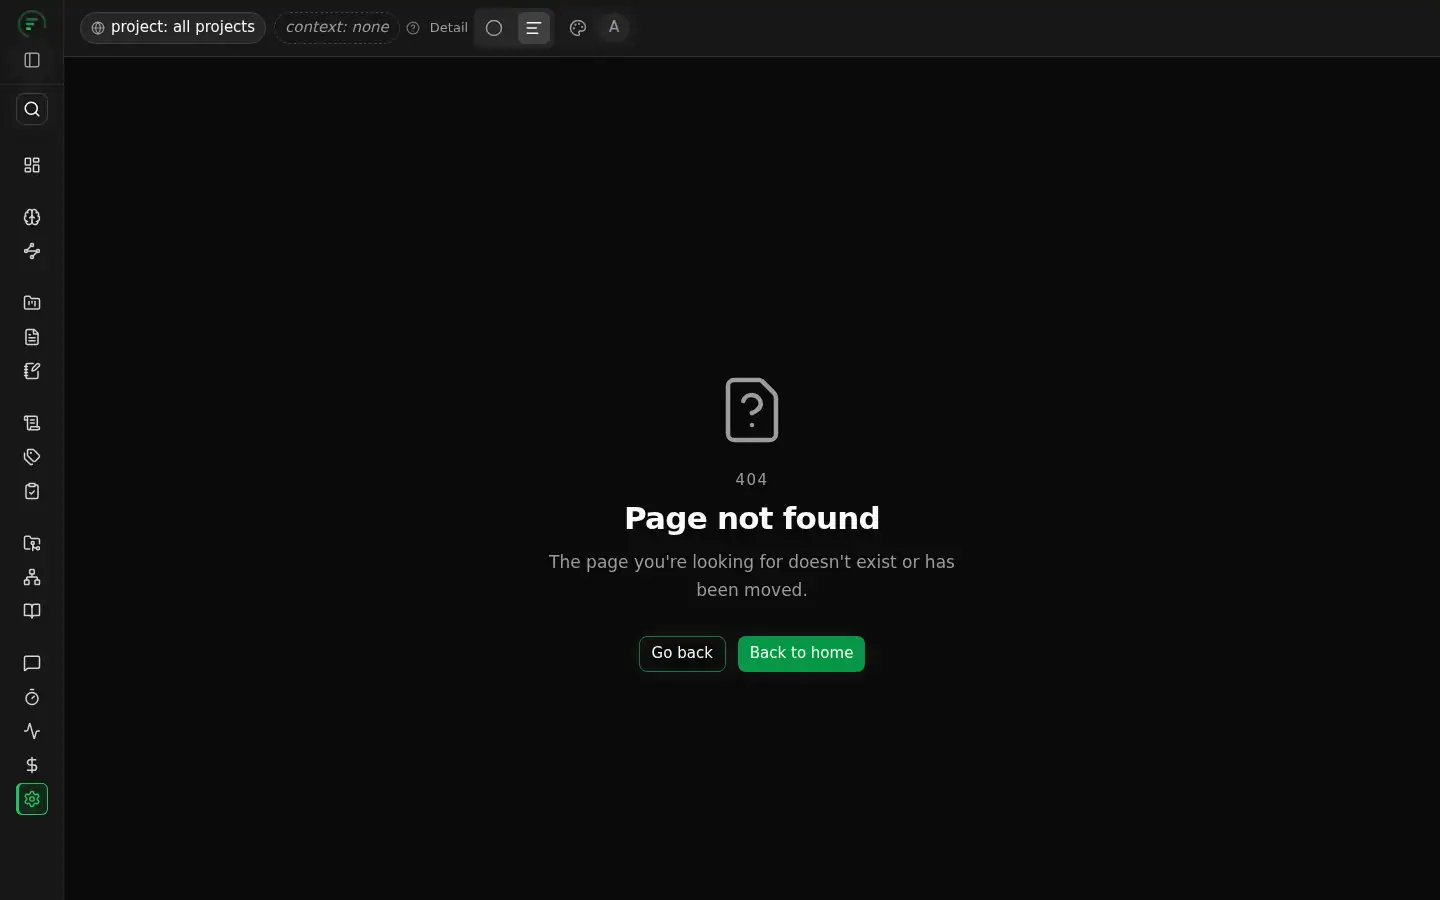 project: all projects
context: none
Detail
A
404
Page not found
The page you're looking for doesn't exist or has
been moved.
Go back
Back to home